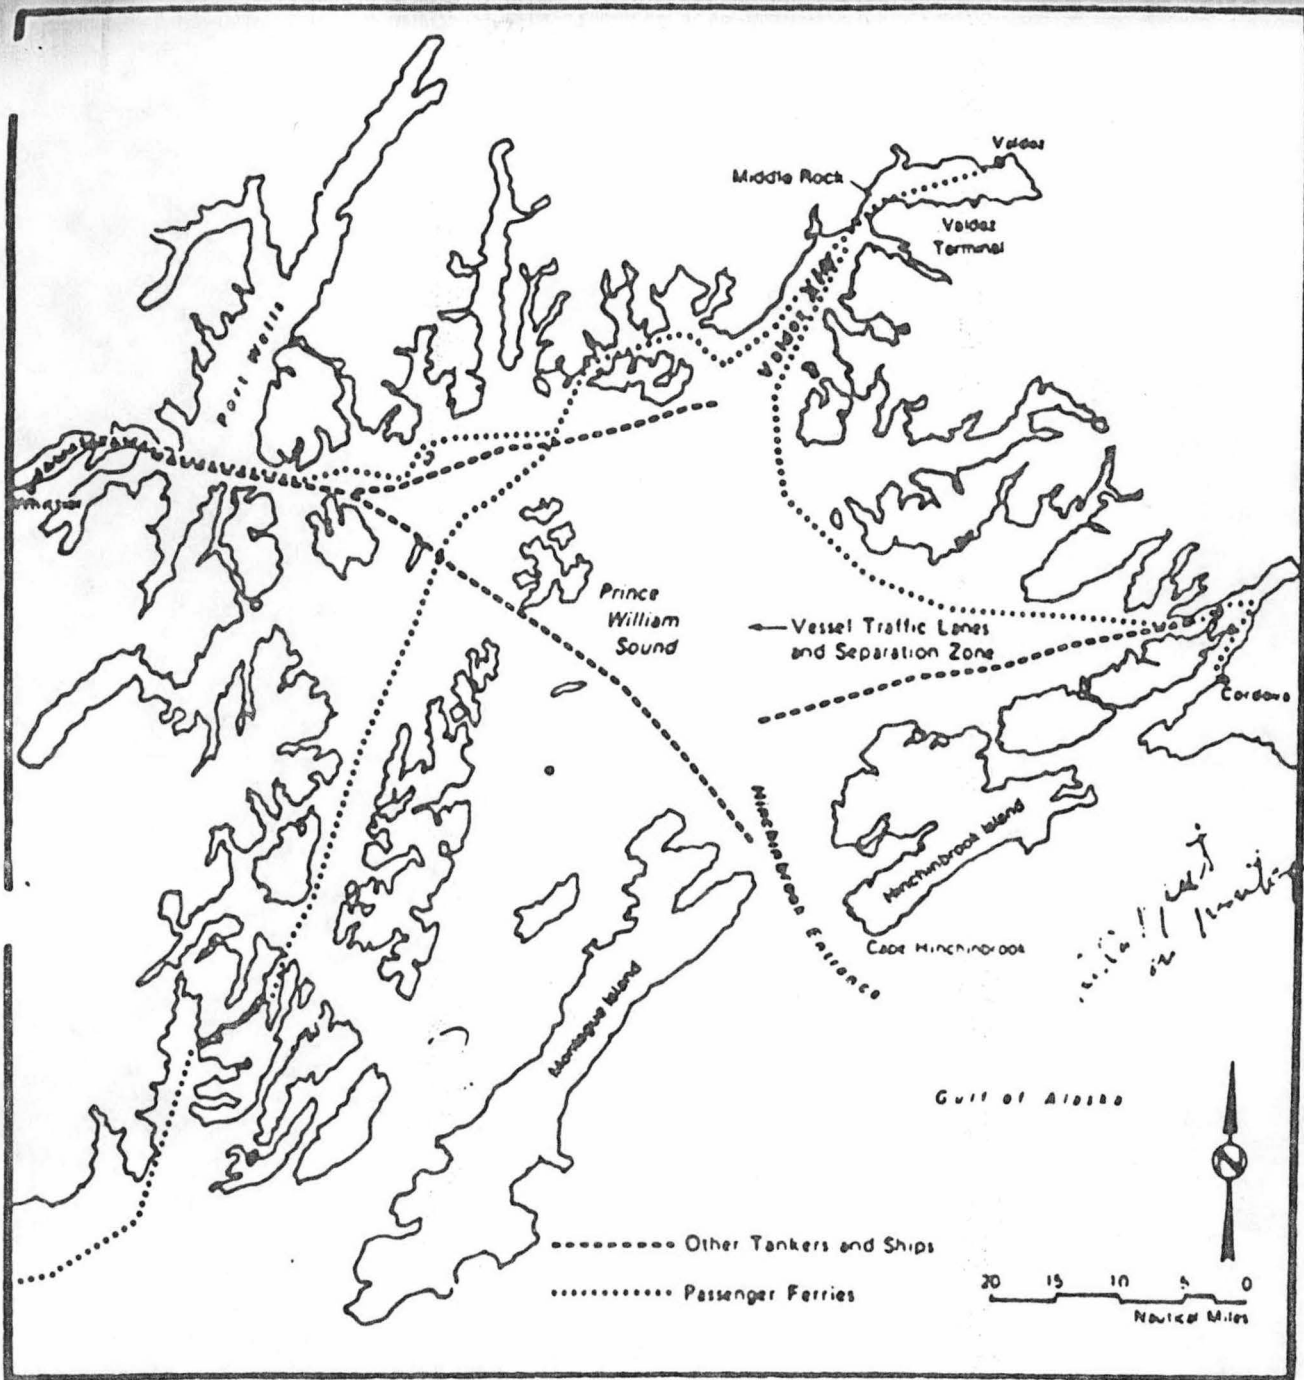 Valdez
Middle Rock
Valdez
Terminal
Valdez
Port Wells
Prince
William
Sound
Vessel Traffic Lanes
and Separation Zone
Cordova
Hinchinbrook Entrance
Hinchinbrook Island
Cape Hinchinbrook
Montague Island
Gulf of Alaska
N
Other Tankers and Ships
Passenger Ferries
20 15 10 5 0
Nautical Miles